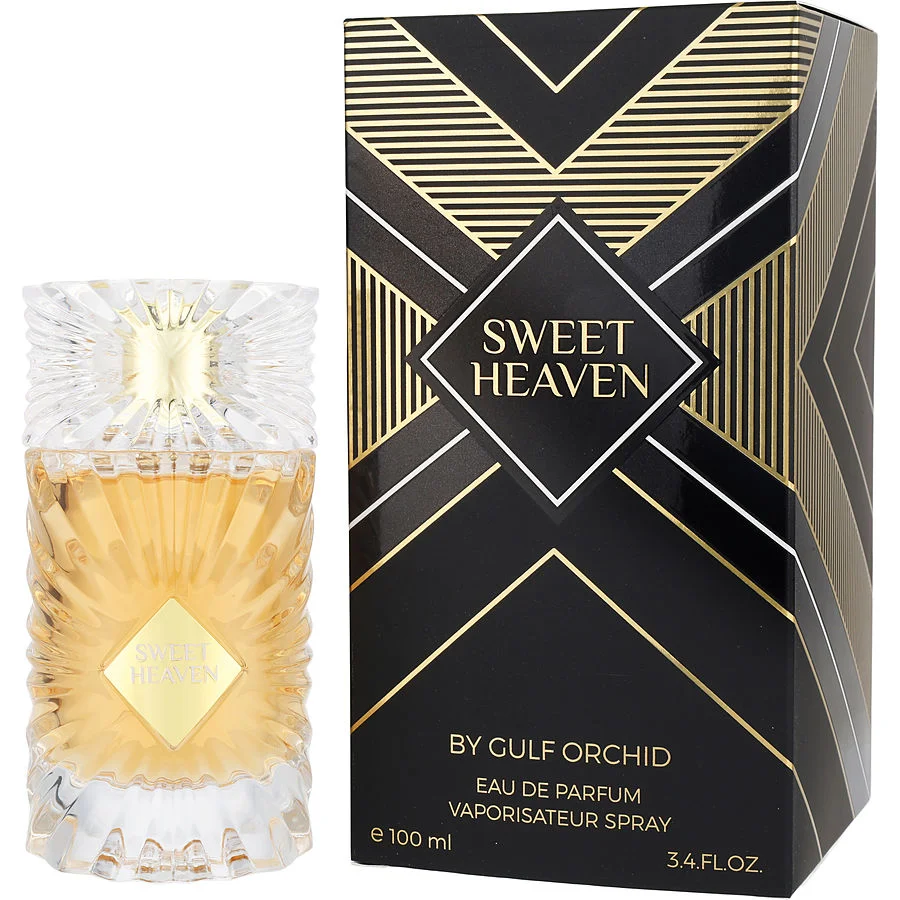 SWEET
HEAVEN
SWEET
HEAVEN
BY GULF ORCHID
EAU DE PARFUM
VAPORISATEUR SPRAY
e 100 ml
3.4.FL.OZ.